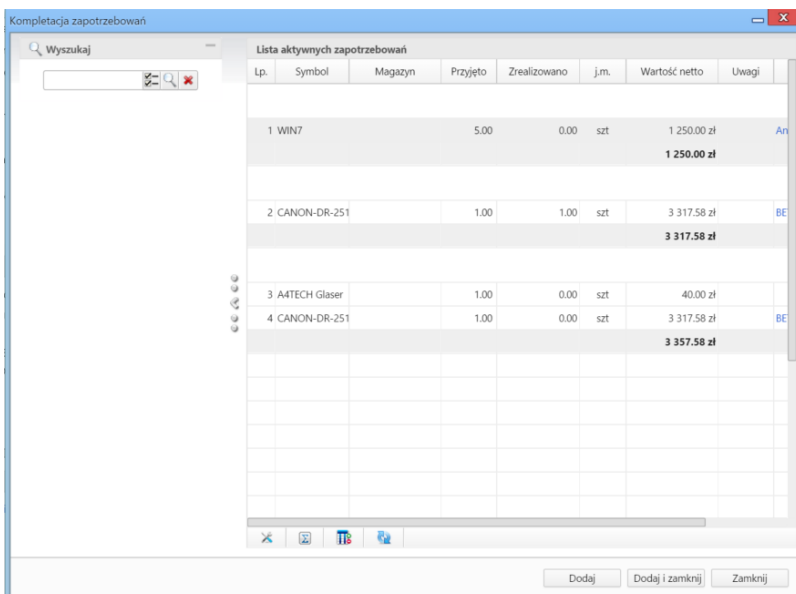 Kompletacja zapotrzebowań
Wyszukaj
Lista aktywnych zapotrzebowań
Lp. Symbol Magazyn Przyjęto Zrealizowano j.m. Wartość netto Uwagi
1 WIN7 5.00 0.00 szt 1 250.00 zł An
1 250.00 zł
2 CANON-DR-251 1.00 1.00 szt 3 317.58 zł BE
3 317.58 zł
3 A4TECH Glaser 1.00 0.00 szt 40.00 zł
4 CANON-DR-251 1.00 0.00 szt 3 317.58 zł BE
3 357.58 zł
Dodaj Dodaj i zamknij Zamknij